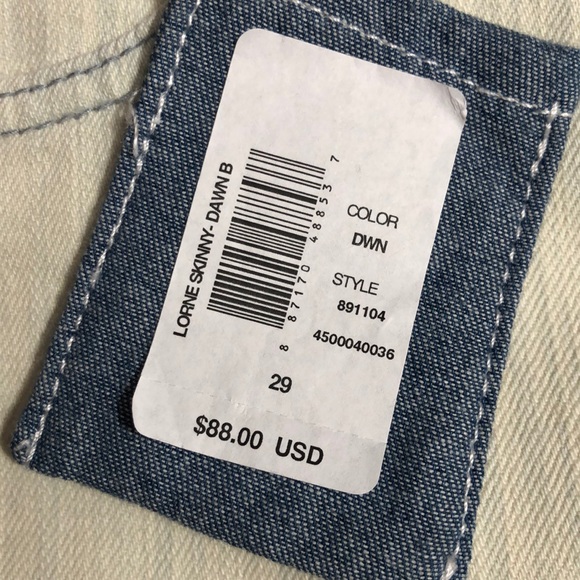 LORNE SKINNY- DAWN B
8 87170 48853 7
COLOR
DWN
STYLE
891104
4500040036
29
$88.00 USD